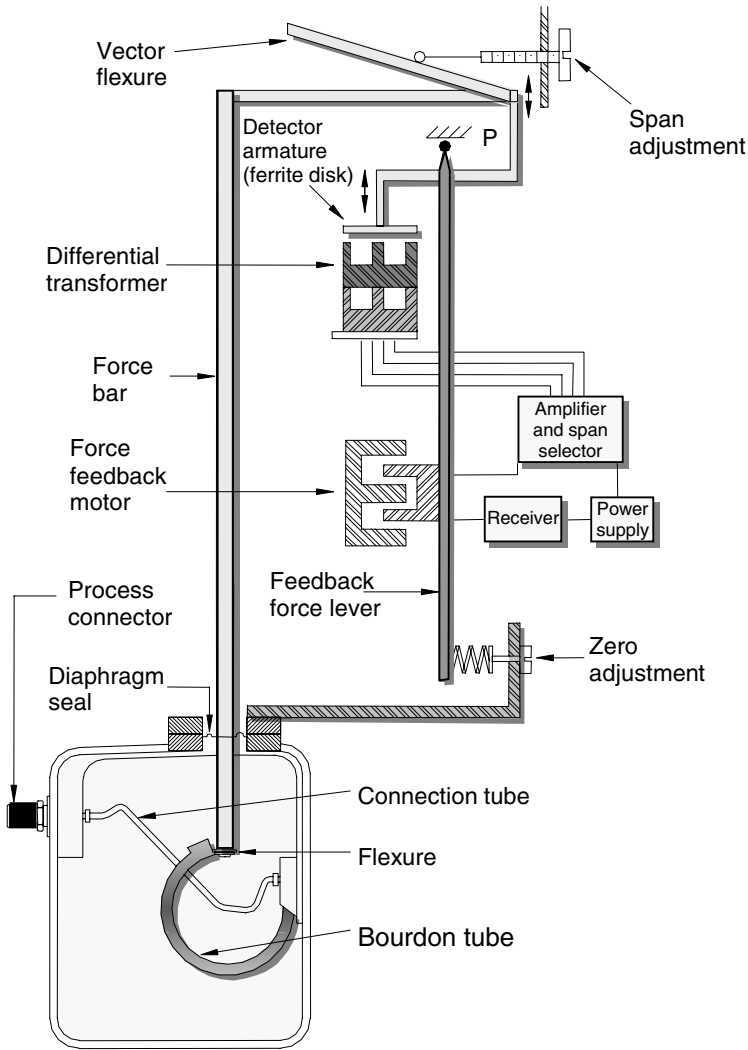 Vector
flexure
Span
adjustment
Detector
armature
(ferrite disk)
P
Differential
transformer
Force
bar
Amplifier
and span
selector
Force
feedback
motor
Receiver
Power
supply
Feedback
force lever
Process
connector
Zero
adjustment
Diaphragm
seal
Connection tube
Flexure
Bourdon tube